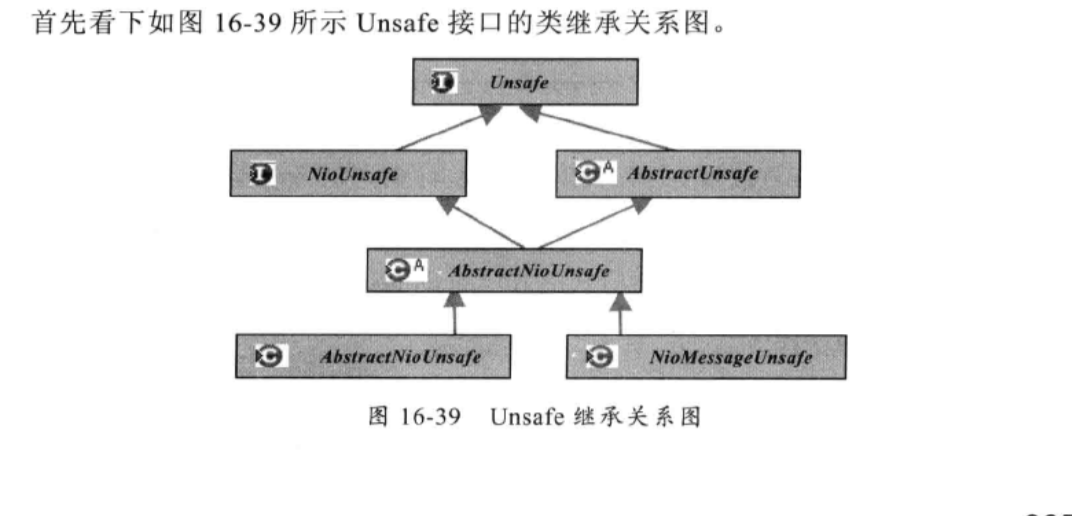 首先看下如图 16-39 所示 Unsafe 接口的类继承关系图。
I Unsafe
I NioUnsafe
C A AbstractUnsafe
C A AbstractNioUnsafe
C AbstractNioUnsafe
C NioMessageUnsafe
图 16-39 Unsafe 继承关系图